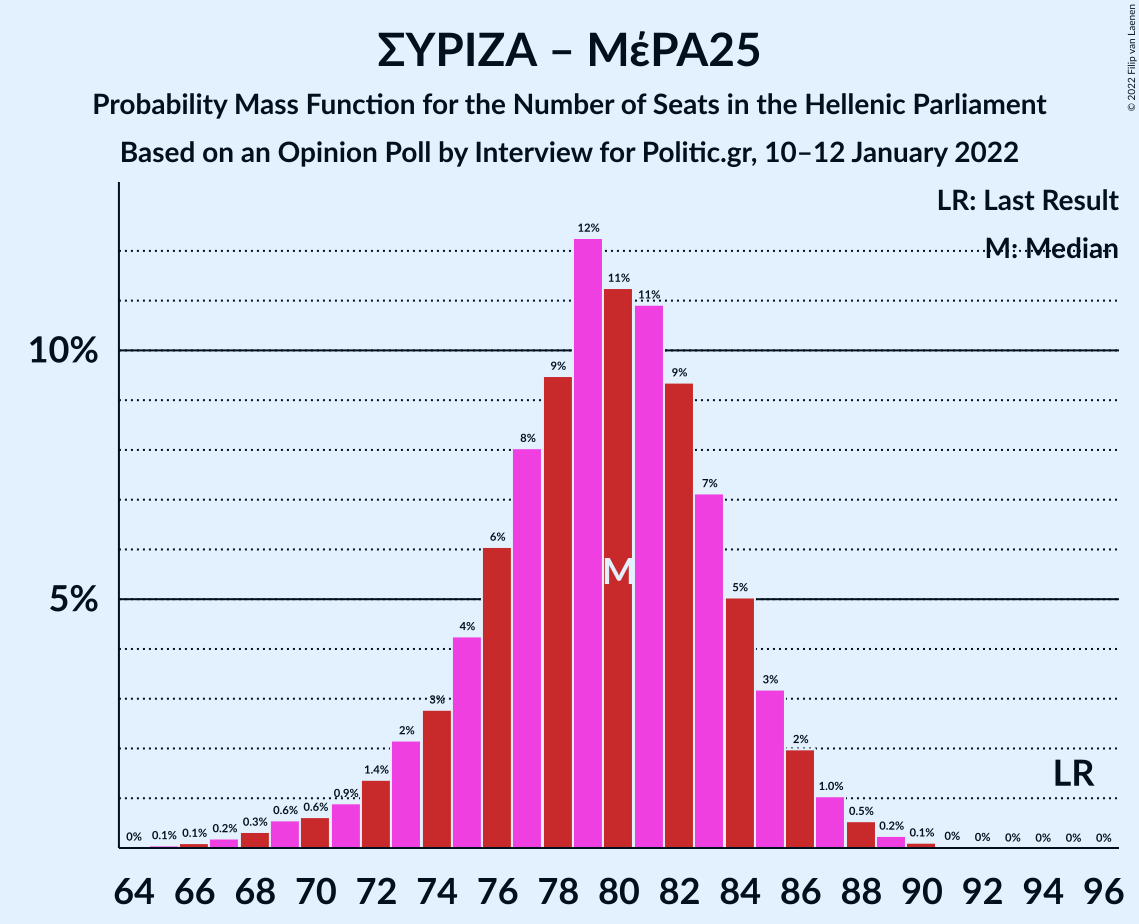 ΣΥΡΙΖΑ – ΜέΡΑ25
Probability Mass Function for the Number of Seats in the Hellenic Parliament
Based on an Opinion Poll by Interview for Politic.gr, 10–12 January 2022
© 2022 Filip van Laenen
LR: Last Result
M: Median
10%
5%
0% 0.1% 0.1% 0.2% 0.3% 0.6% 0.6% 0.9% 1.4% 2% 3% 4% 6% 8% 9% 12% 11% 11% 9% 7% 5% 3% 2% 1.0% 0.5% 0.2% 0.1% 0% 0% 0% 0% 0% 0%
M
LR
64 66 68 70 72 74 76 78 80 82 84 86 88 90 92 94 96